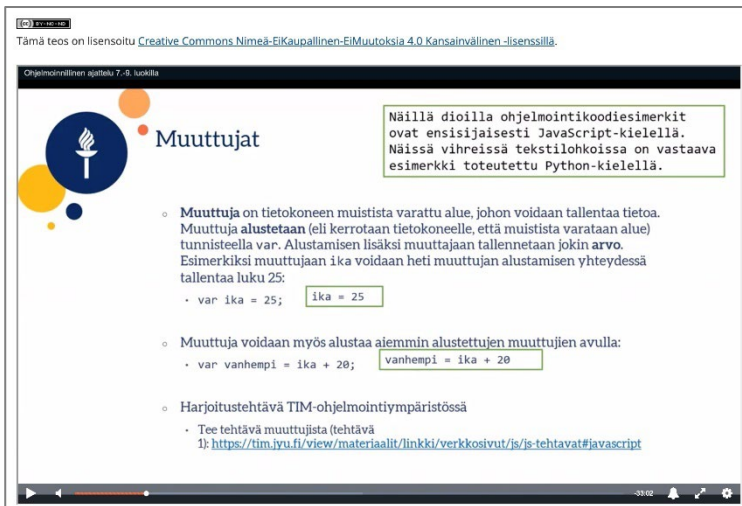 BY-NC-ND
Tämä teos on lisensoitu Creative Commons Nimeä-EiKaupallinen-EiMuutoksia 4.0 Kansainvälinen -lisenssillä.
Ohjelmoinnillinen ajattelu 7.-9. luokilla
Muuttujat
Näillä dioilla ohjelmointikoodiesimerkit
ovat ensisijaisesti JavaScript-kielellä.
Näissä vihreissä tekstilohkoissa on vastaava
esimerkki toteutettu Python-kielellä.
◦ Muuttuja on tietokoneen muistista varattu alue, johon voidaan tallentaa tietoa.
Muuttuja alustetaan (eli kerrotaan tietokoneelle, että muistista varataan alue)
tunnisteella var. Alustamisen lisäksi muuttajaan tallennetaan jokin arvo.
Esimerkiksi muuttujaan ika voidaan heti muuttujan alustamisen yhteydessä
tallentaa luku 25:
• var ika = 25; ika = 25
◦ Muuttuja voidaan myös alustaa aiemmin alustettujen muuttujien avulla:
• var vanhempi = ika + 20; vanhempi = ika + 20
◦ Harjoitustehtävä TIM-ohjelmointiympäristössä
• Tee tehtävä muuttujista (tehtävä
1): https://tim.jyu.fi/view/materiaalit/linkki/verkkosivut/js/js-tehtavat#javascript
-33:02